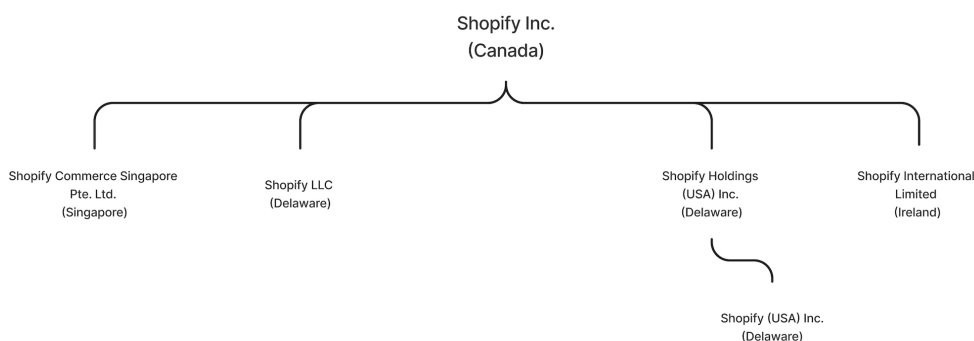 Shopify Inc.
(Canada)
Shopify Commerce Singapore
Pte. Ltd.
(Singapore)
Shopify LLC
(Delaware)
Shopify Holdings
(USA) Inc.
(Delaware)
Shopify International
Limited
(Ireland)
Shopify (USA) Inc.
(Delaware)